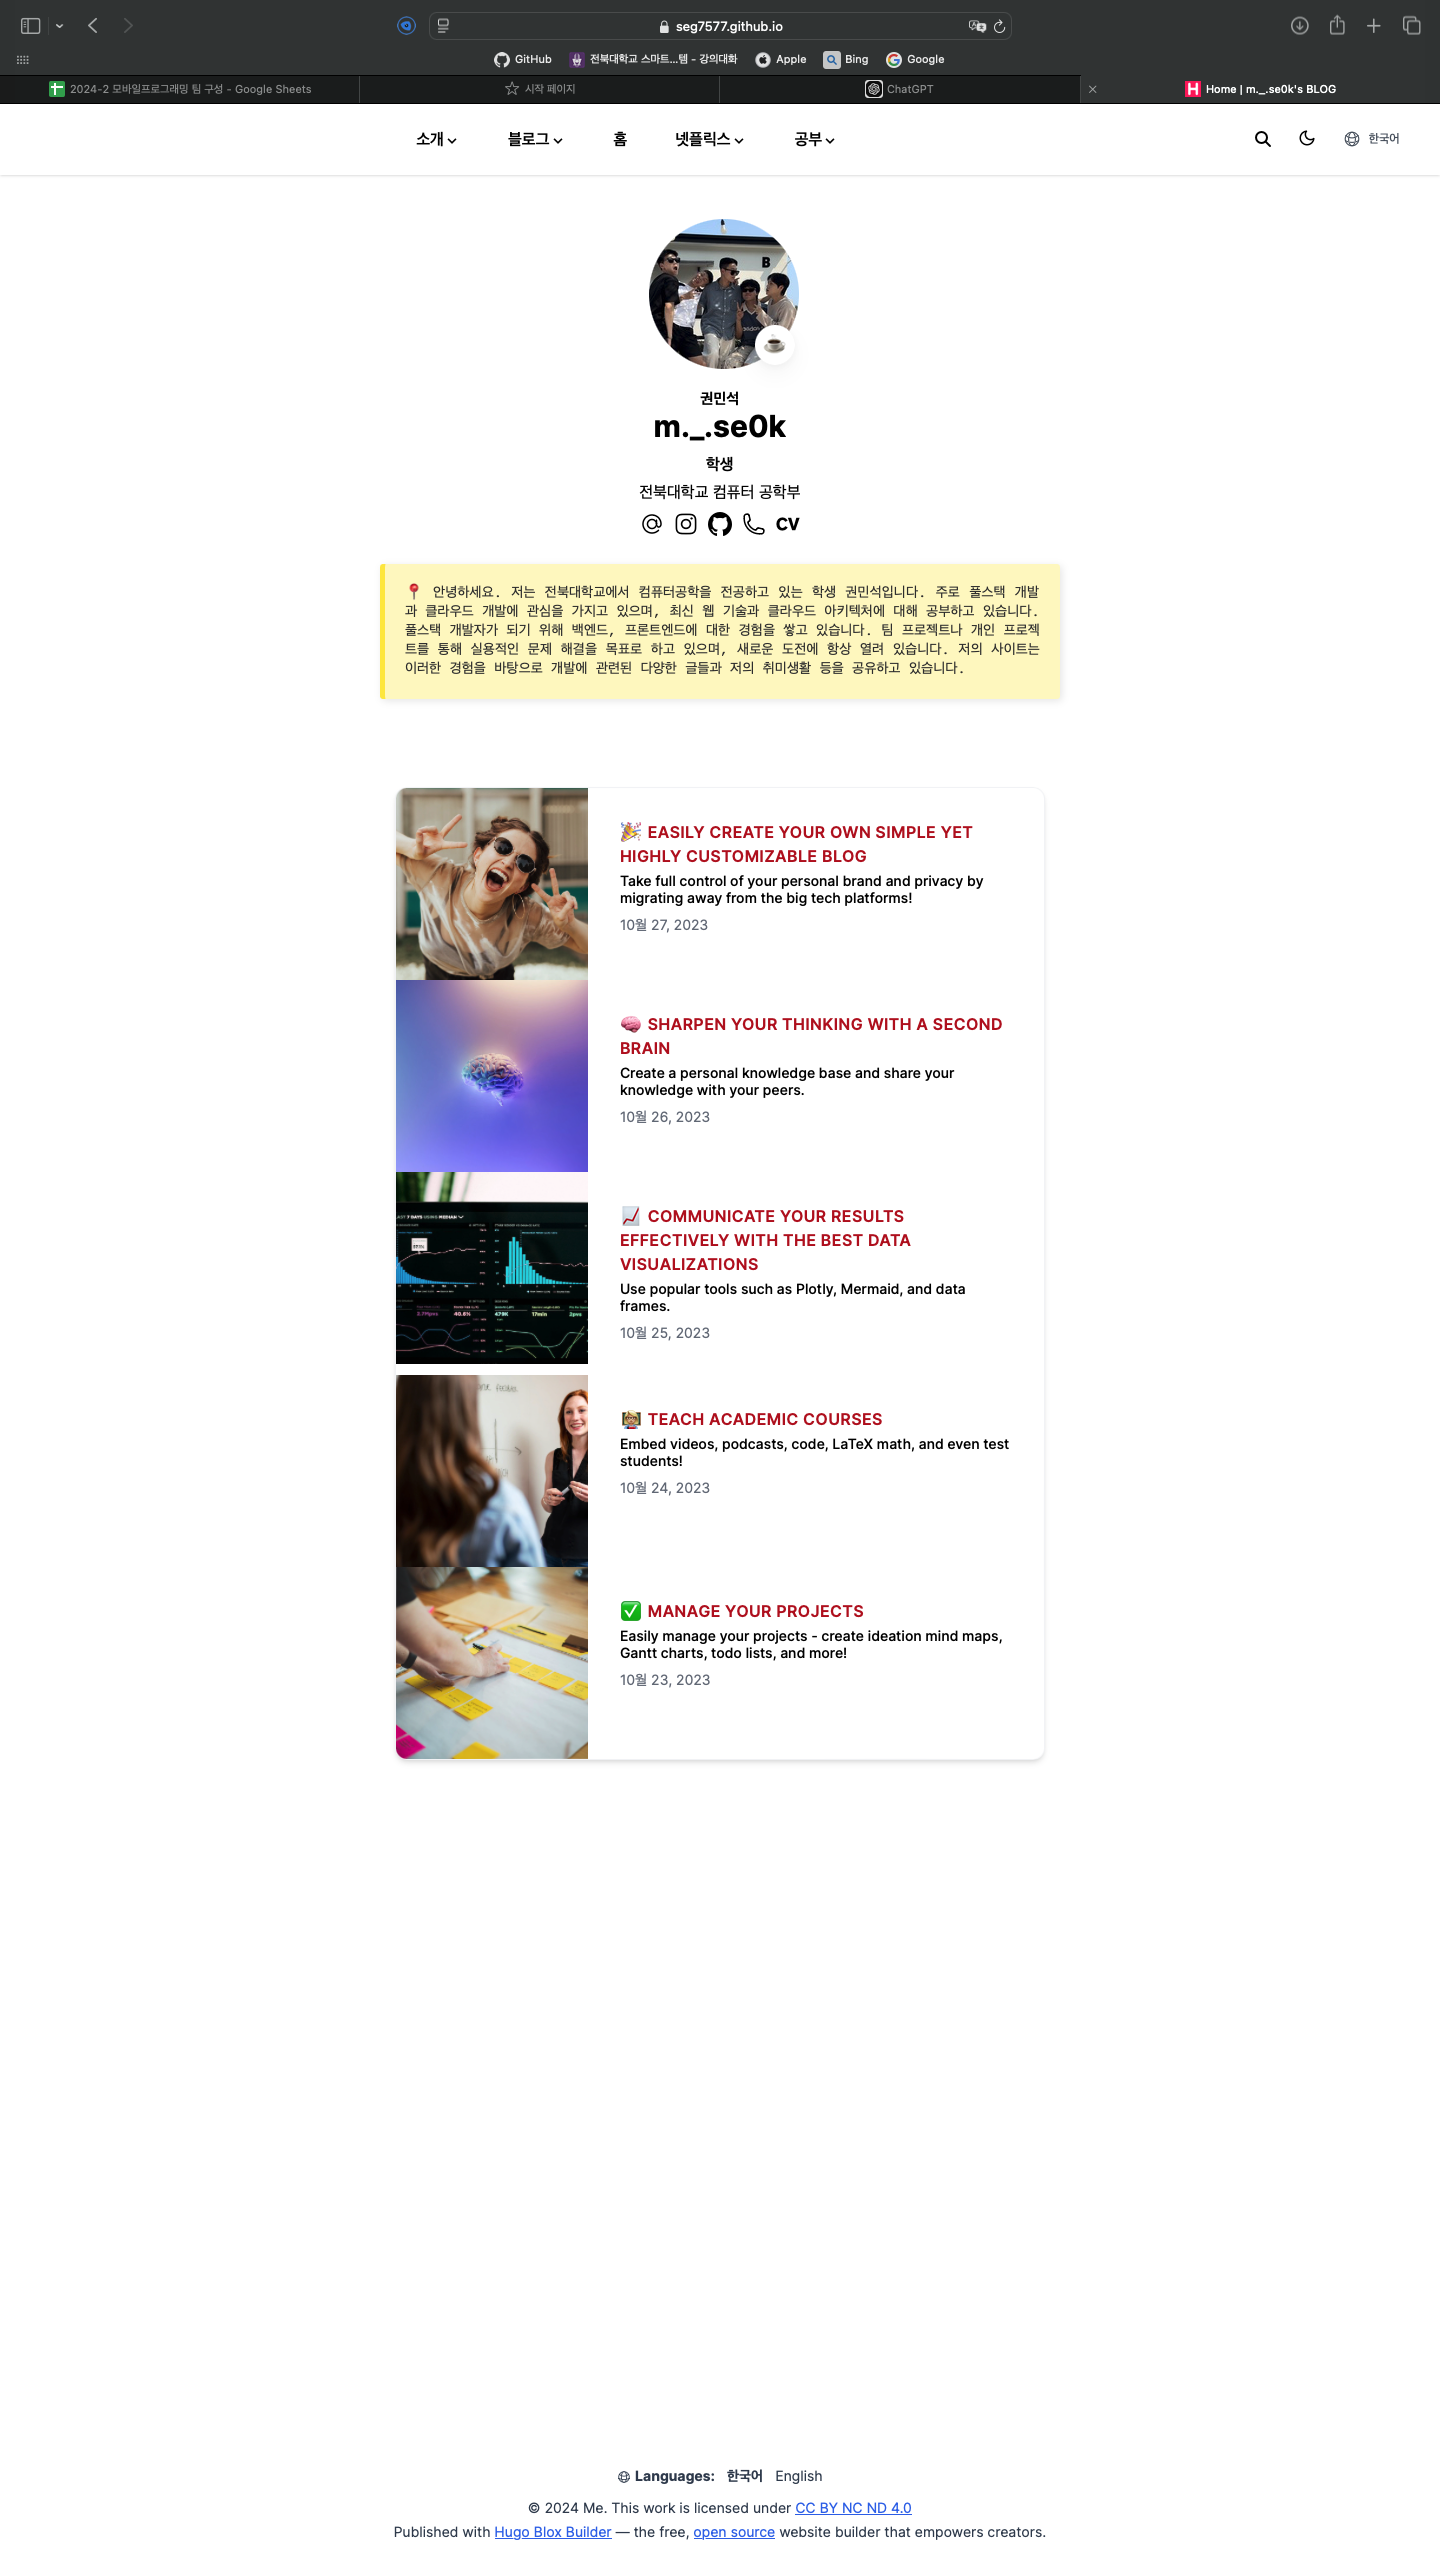 seg7577.github.io
GitHub 전북대학교 스마트...템 - 강의대화 Apple Bing Google
2024-2 모바일프로그래밍 팀 구성 - Google Sheets 시작 페이지 ChatGPT Home | m._.se0k's BLOG
소개 블로그 홈 넷플릭스 공부 한국어
B
권민석
m._.se0k
학생
전북대학교 컴퓨터 공학부
CV
📍 안녕하세요. 저는 전북대학교에서 컴퓨터공학을 전공하고 있는 학생 권민석입니다. 주로 풀스택 개발
과 클라우드 개발에 관심을 가지고 있으며, 최신 웹 기술과 클라우드 아키텍처에 대해 공부하고 있습니다.
풀스택 개발자가 되기 위해 백엔드, 프론트엔드에 대한 경험을 쌓고 있습니다. 팀 프로젝트나 개인 프로젝
트를 통해 실용적인 문제 해결을 목표로 하고 있으며, 새로운 도전에 항상 열려 있습니다. 저의 사이트는
이러한 경험을 바탕으로 개발에 관련된 다양한 글들과 저의 취미생활 등을 공유하고 있습니다.
🎉 EASILY CREATE YOUR OWN SIMPLE YET
HIGHLY CUSTOMIZABLE BLOG
Take full control of your personal brand and privacy by
migrating away from the big tech platforms!
10월 27, 2023
🧠 SHARPEN YOUR THINKING WITH A SECOND
BRAIN
Create a personal knowledge base and share your
knowledge with your peers.
10월 26, 2023
LAST 7 DAYS USING MEDIAN
📈 COMMUNICATE YOUR RESULTS
EFFECTIVELY WITH THE BEST DATA
VISUALIZATIONS
Use popular tools such as Plotly, Mermaid, and data
frames.
10월 25, 2023
👩🏼‍🏫 TEACH ACADEMIC COURSES
Embed videos, podcasts, code, LaTeX math, and even test
students!
10월 24, 2023
✅ MANAGE YOUR PROJECTS
Easily manage your projects - create ideation mind maps,
Gantt charts, todo lists, and more!
10월 23, 2023
Languages: 한국어 English
© 2024 Me. This work is licensed under CC BY NC ND 4.0
Published with Hugo Blox Builder — the free, open source website builder that empowers creators.